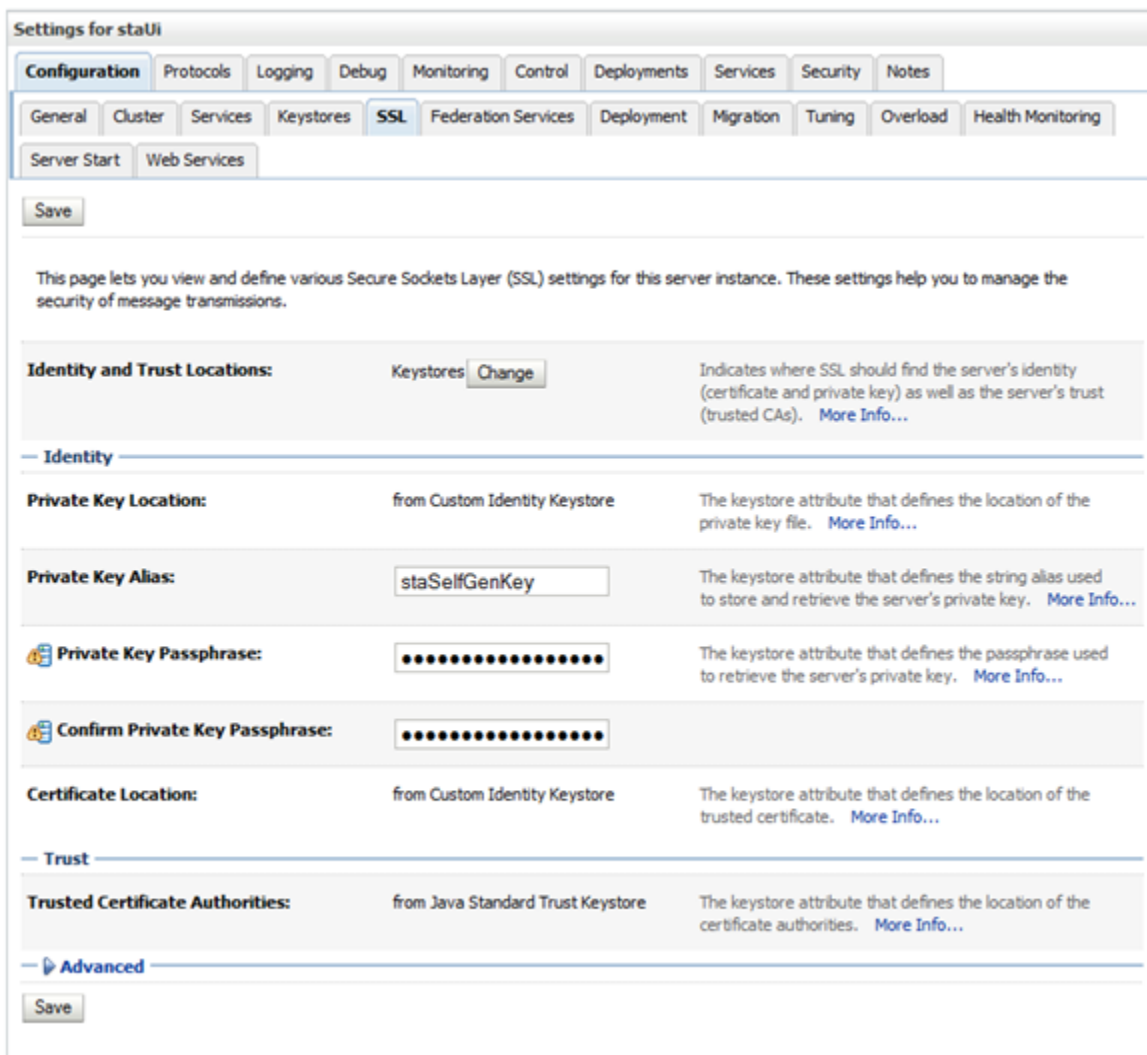 Settings for staUi
Configuration Protocols Logging Debug Monitoring Control Deployments Services Security Notes
General Cluster Services Keystores SSL Federation Services Deployment Migration Tuning Overload Health Monitoring
Server Start Web Services
Save
This page lets you view and define various Secure Sockets Layer (SSL) settings for this server instance. These settings help you to manage the
security of message transmissions.
Identity and Trust Locations: Keystores Change Indicates where SSL should find the server's identity
(certificate and private key) as well as the server's trust
(trusted CAs). More Info...
Identity
Private Key Location: from Custom Identity Keystore The keystore attribute that defines the location of the
private key file. More Info...
Private Key Alias: staSelfGenKey The keystore attribute that defines the string alias used
to store and retrieve the server's private key. More Info...
Private Key Passphrase: ••••••••••••••••• The keystore attribute that defines the passphrase used
to retrieve the server's private key. More Info...
Confirm Private Key Passphrase: •••••••••••••••••
Certificate Location: from Custom Identity Keystore The keystore attribute that defines the location of the
trusted certificate. More Info...
Trust
Trusted Certificate Authorities: from Java Standard Trust Keystore The keystore attribute that defines the location of the
certificate authorities. More Info...
Advanced
Save